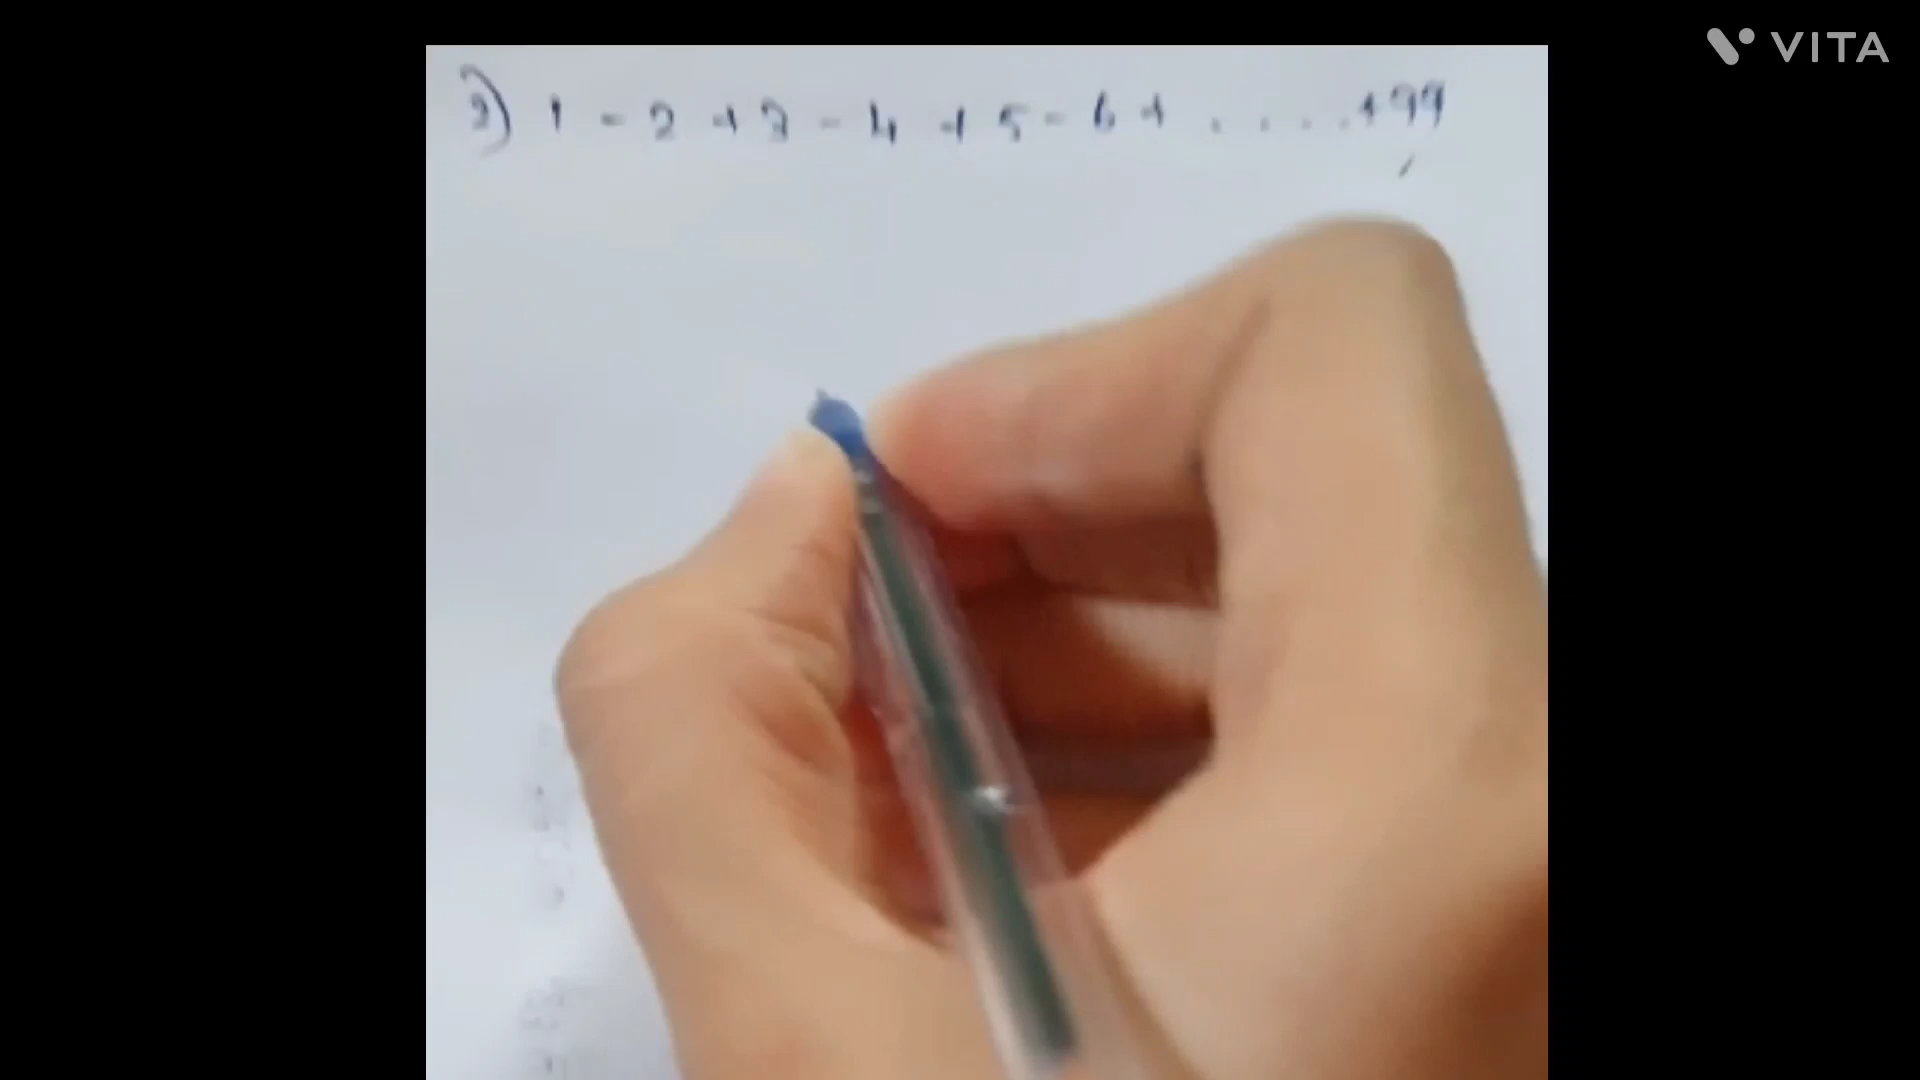 VITA
2) 1 - 2 + 3 - 4 + 5 - 6 + . . . . + 99